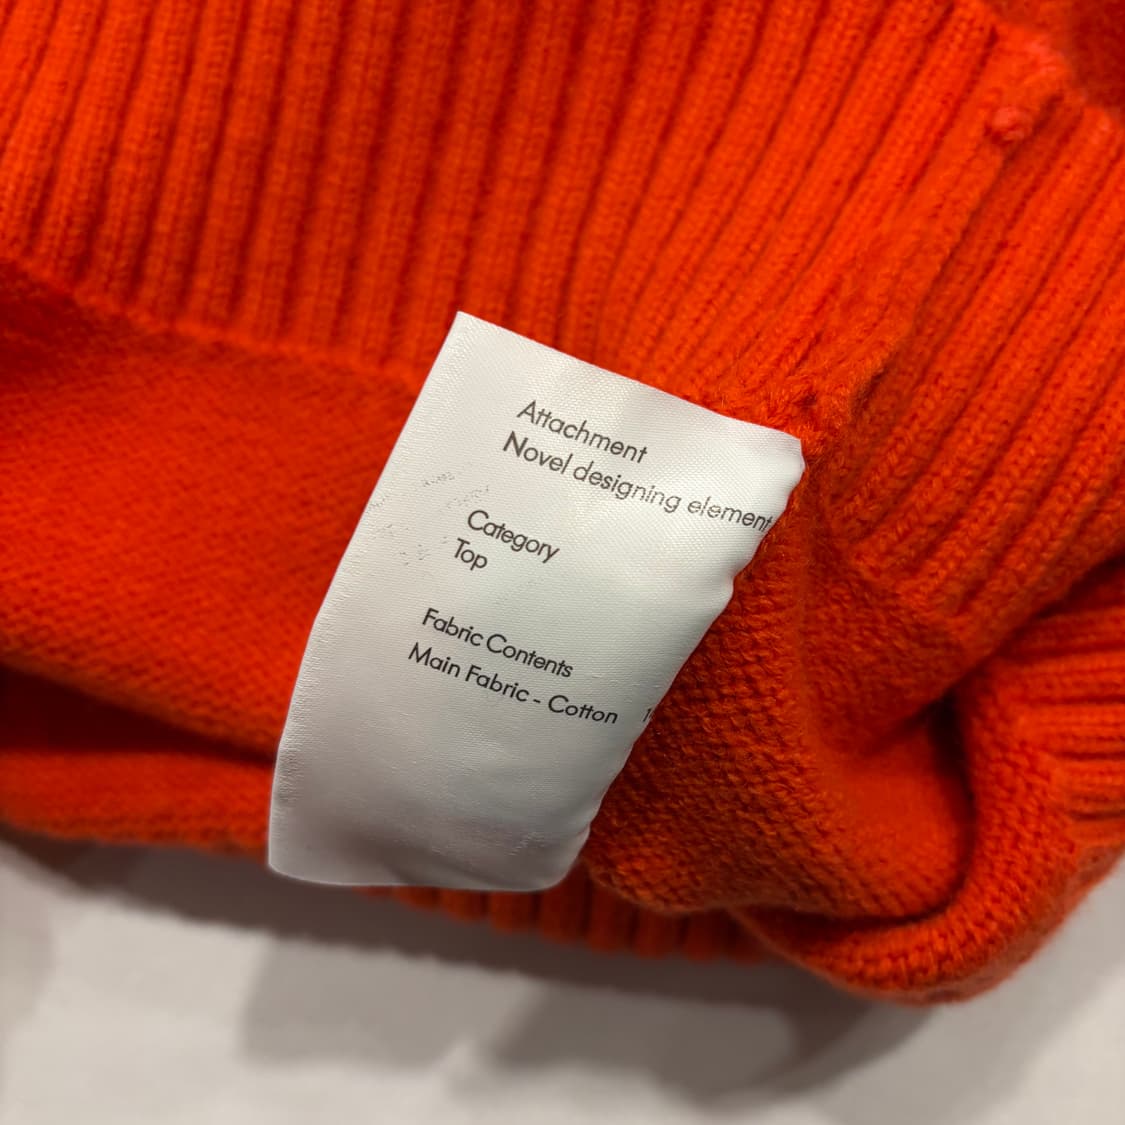 Attachment
Novel designing element
Category
Top
Fabric Contents
Main Fabric - Cotton